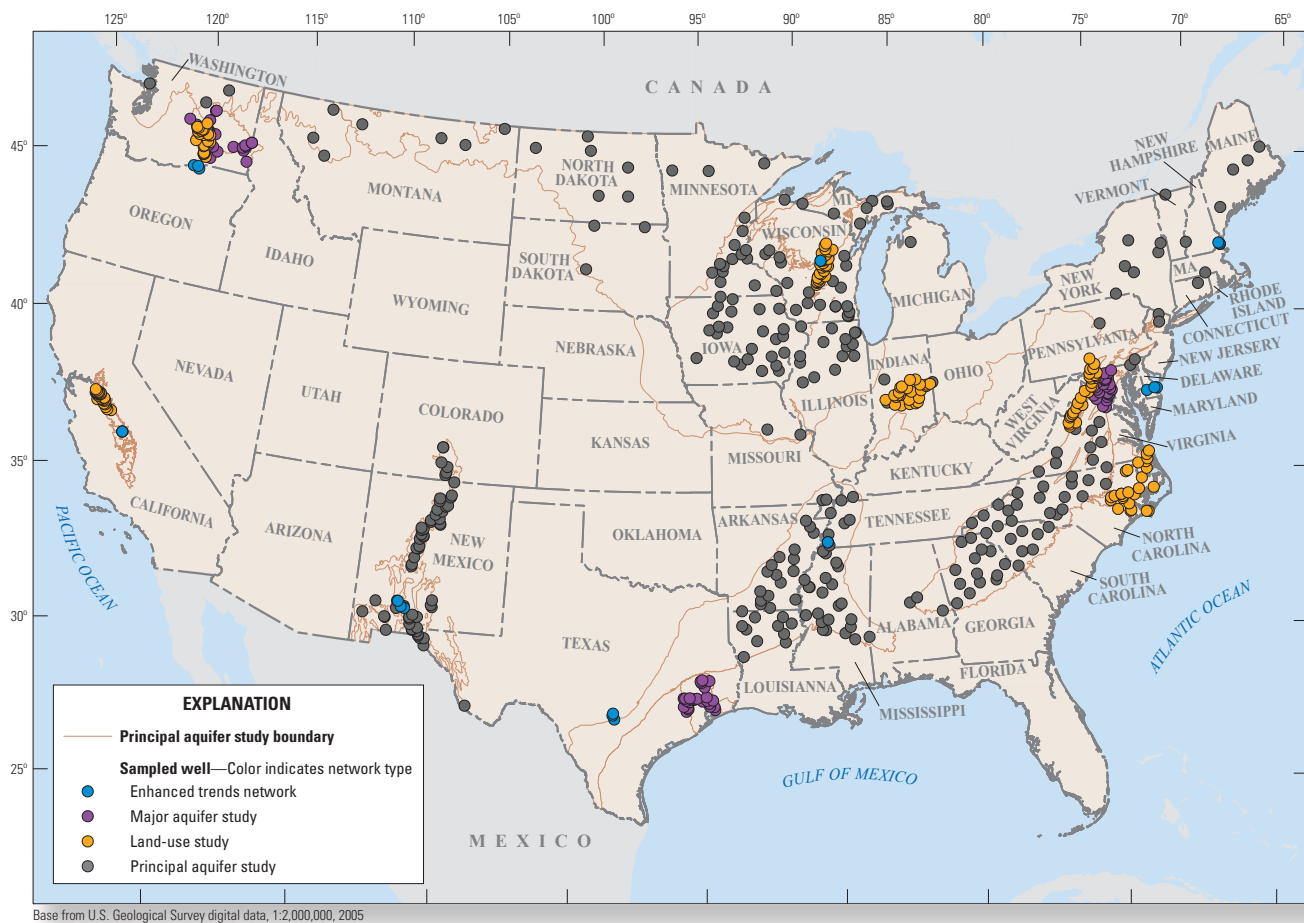 125°
120°
115°
110°
105°
100°
95°
90°
85°
80°
75°
70°
65°
WASHINGTON
CANADA
45°
MONTANA
NORTH
DAKOTA
MINNESOTA
NEW
HAMPSHIRE
MAINE
VERMONT
OREGON
IDAHO
SOUTH
DAKOTA
WISCONSIN
MI
MICHIGAN
NEW
YORK
MA
RHODE
ISLAND
CONNECTICUT
40°
WYOMING
NEBRASKA
IOWA
ILLINOIS
INDIANA
OHIO
PENNSYLVANIA
NEW JERSERY
DELAWARE
MARYLAND
WEST
VIRGINIA
VIRGINIA
NEVADA
UTAH
COLORADO
KANSAS
MISSOURI
KENTUCKY
35°
CALIFORNIA
ARIZONA
NEW
MEXICO
OKLAHOMA
ARKANSAS
TENNESSEE
NORTH
CAROLINA
SOUTH
CAROLINA
PACIFIC OCEAN
ATLANTIC OCEAN
30°
TEXAS
LOUISIANNA
ALABAMA
GEORGIA
FLORIDA
MISSISSIPPI
GULF OF MEXICO
MEXICO
25°
EXPLANATION
Principal aquifer study boundary
Sampled well—Color indicates network type
Enhanced trends network
Major aquifer study
Land-use study
Principal aquifer study
Base from U.S. Geological Survey digital data, 1:2,000,000, 2005